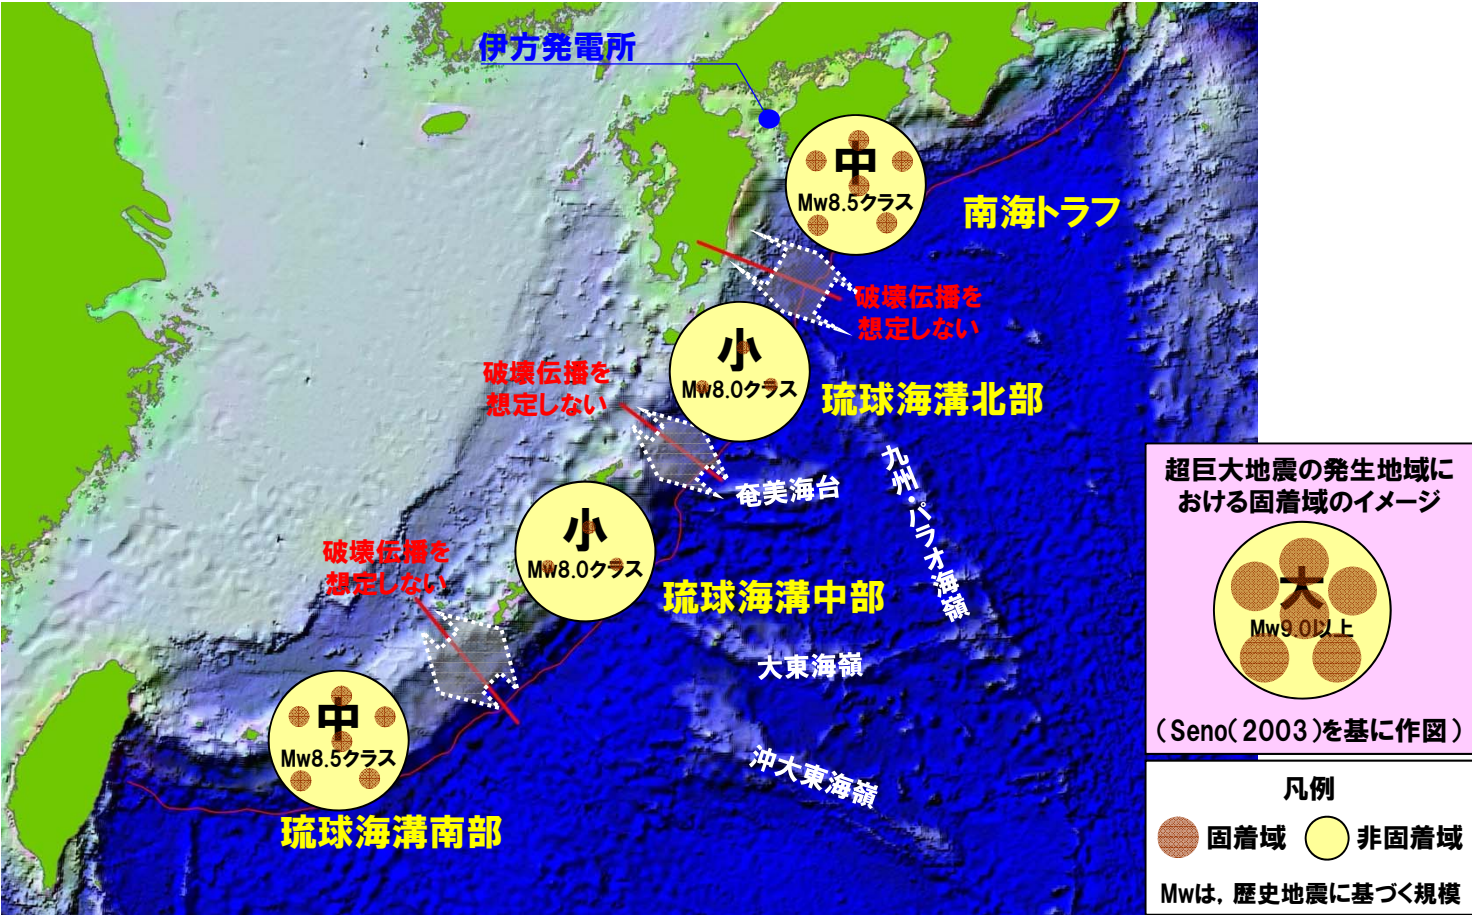 伊方発電所
中
Mw8.5クラス
南海トラフ
破壊伝播を
想定しない
小
Mw8.0クラス
琉球海溝北部
破壊伝播を
想定しない
奄美海台
九州・パラオ海嶺
小
Mw8.0クラス
琉球海溝中部
破壊伝播を
想定しない
大東海嶺
中
Mw8.5クラス
沖大東海嶺
琉球海溝南部
超巨大地震の発生地域に
おける固着域のイメージ
大
Mw9.0以上
（Seno(2003)を基に作図）
凡例
固着域 非固着域
Mwは，歴史地震に基づく規模